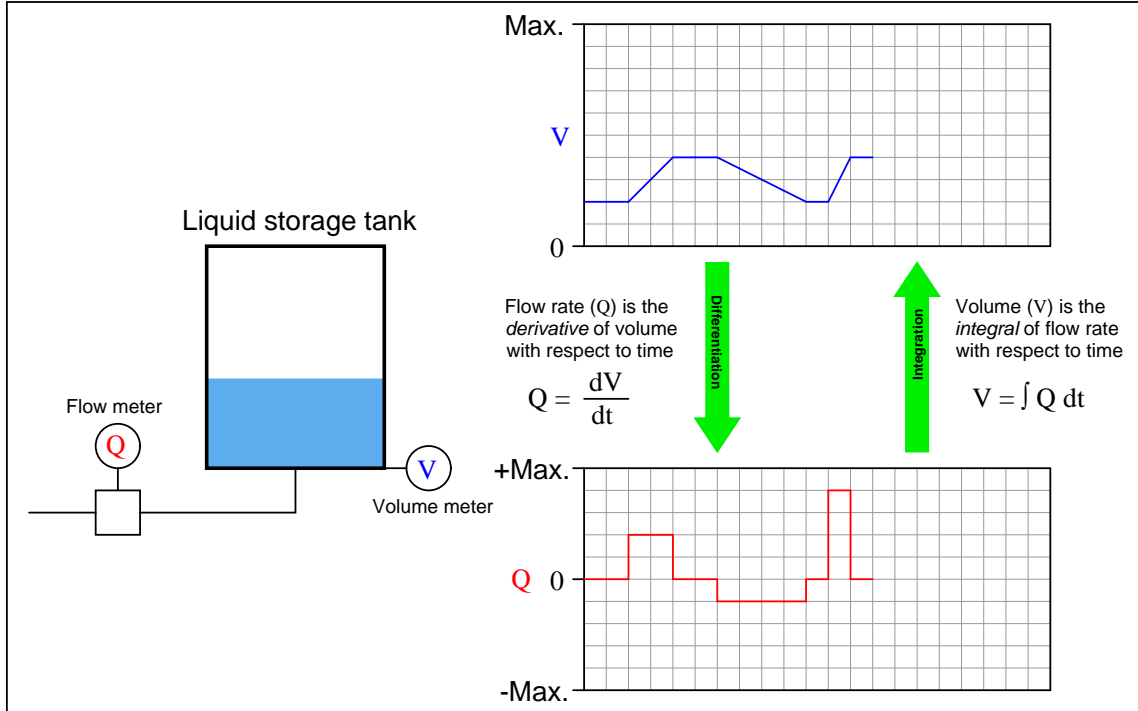 Max.
V
0
Liquid storage tank
Flow meter
Q
V
Volume meter
Flow rate (Q) is the
derivative of volume
with respect to time
Q = dV
dt
Differentiation
Integration
Volume (V) is the
integral of flow rate
with respect to time
V = ∫ Q dt
+Max.
Q 0
-Max.